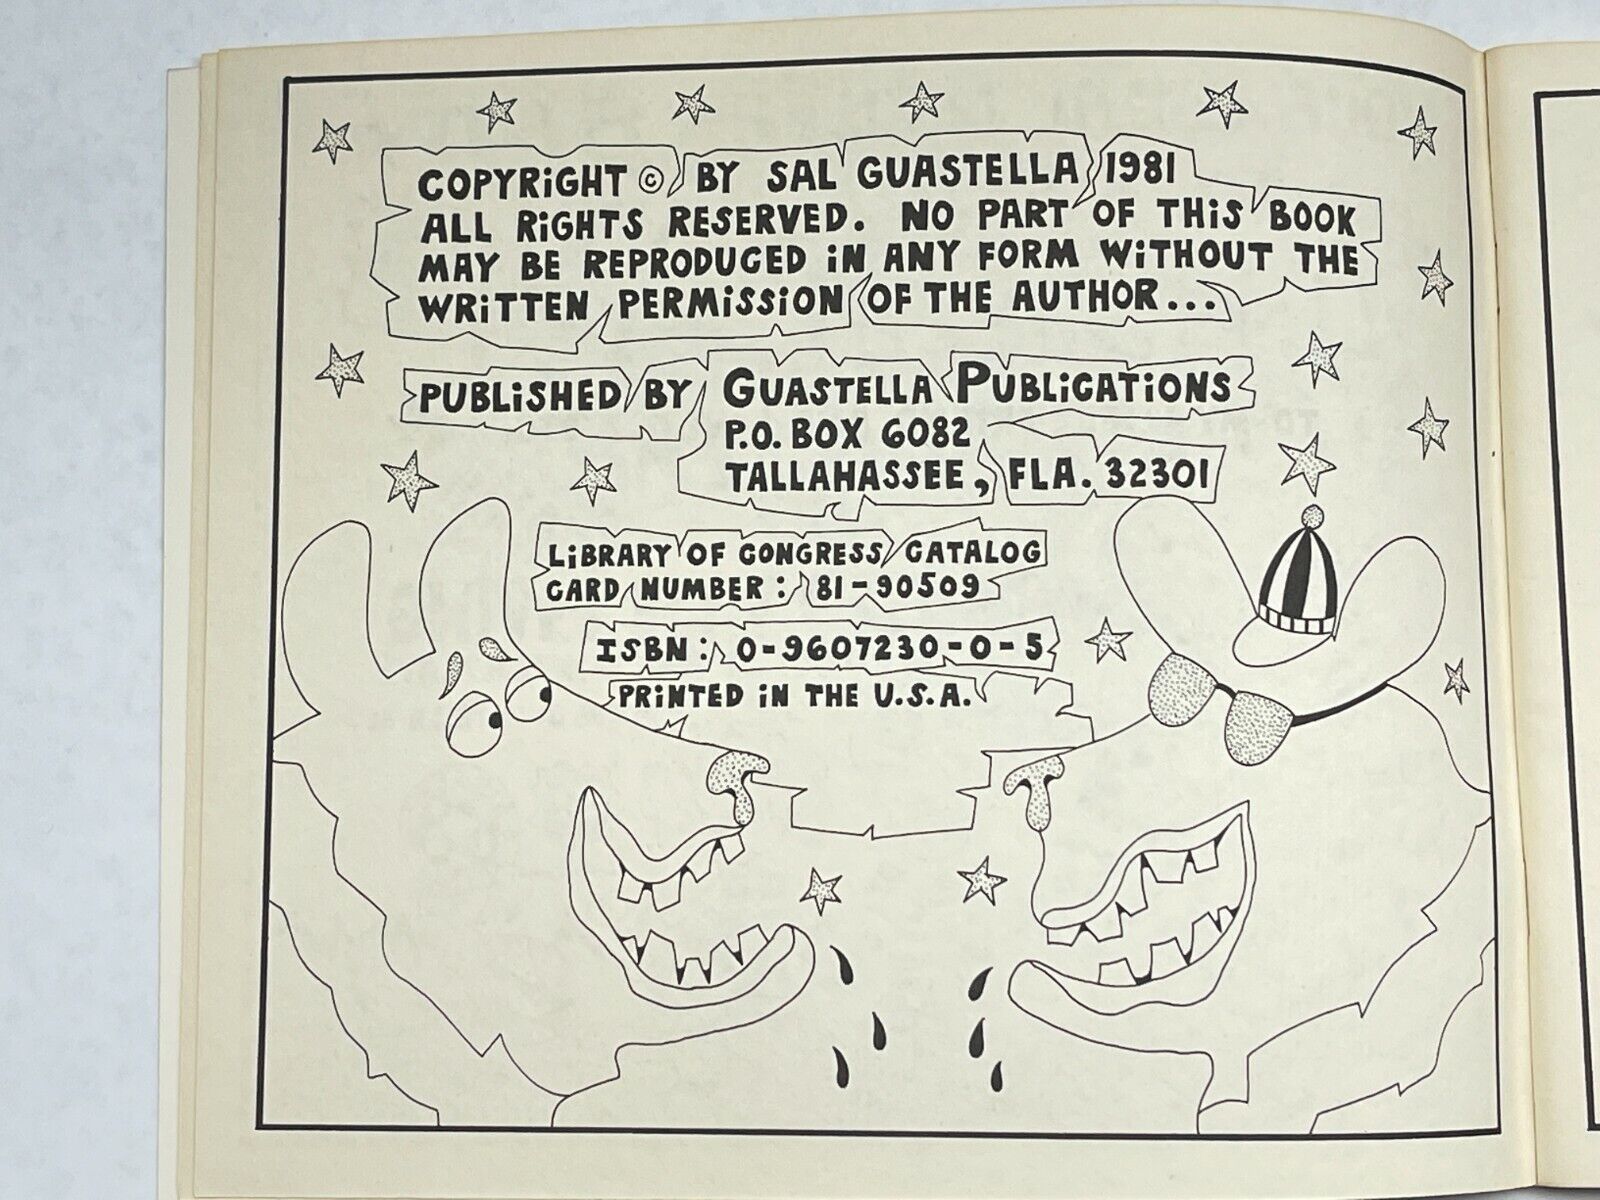 COPYRiGHT © BY SAL GUASTELLA 1981
ALL RiGHTS RESERVED. NO PART OF THiS BOOK
MAY BE REPRODUCED iN ANY FORM WiTHOUT THE
WRiTTEN PERMiSSiON OF THE AUTHOR...
PUBLiSHED BY GUASTELLA PUBLiCATiONS
P.O. BOX 6082
TALLAHASSEE, FLA. 32301
LiBRARY OF CONGRESS CATALOG
CARD NUMBER: 81-90509
ISBN: 0-9607230-0-5
PRiNTED iN THE U.S.A.